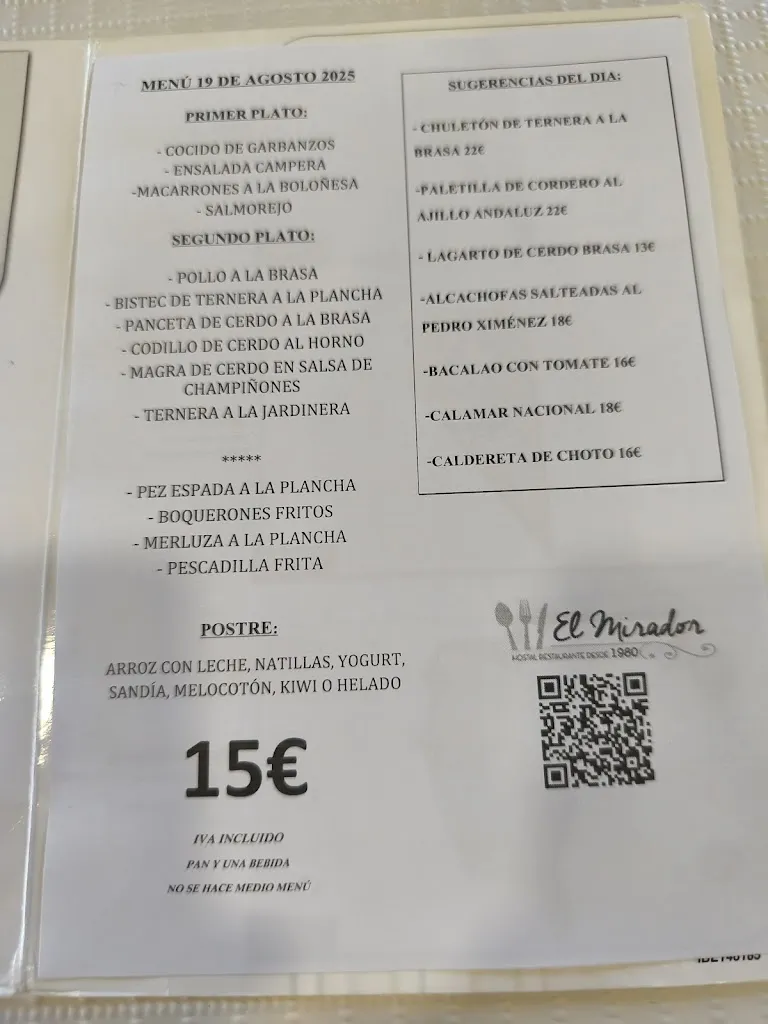 MENÚ 19 DE AGOSTO 2025
PRIMER PLATO:
- COCIDO DE GARBANZOS
- ENSALADA CAMPERA
-MACARRONES A LA BOLOÑESA
- SALMOREJO
SEGUNDO PLATO:
- POLLO A LA BRASA
- BISTEC DE TERNERA A LA PLANCHA
- PANCETA DE CERDO A LA BRASA
- CODILLO DE CERDO AL HORNO
- MAGRA DE CERDO EN SALSA DE
CHAMPIÑONES
- TERNERA A LA JARDINERA
*****
- PEZ ESPADA A LA PLANCHA
- BOQUERONES FRITOS
- MERLUZA A LA PLANCHA
- PESCADILLA FRITA
POSTRE:
ARROZ CON LECHE, NATILLAS, YOGURT,
SANDÍA, MELOCOTÓN, KIWI O HELADO
15€
IVA INCLUIDO
PAN Y UNA BEBIDA
NO SE HACE MEDIO MENÚ
SUGERENCIAS DEL DÍA:
- CHULETÓN DE TERNERA A LA
BRASA 22€
-PALETILLA DE CORDERO AL
AJILLO ANDALUZ 22€
- LAGARTO DE CERDO BRASA 13€
-ALCACHOFAS SALTEADAS AL
PEDRO XIMÉNEZ 18€
-BACALAO CON TOMATE 16€
-CALAMAR NACIONAL 18€
-CALDERETA DE CHOTO 16€
El Mirador
HOSTAL RESTAURANTE DESDE 1980